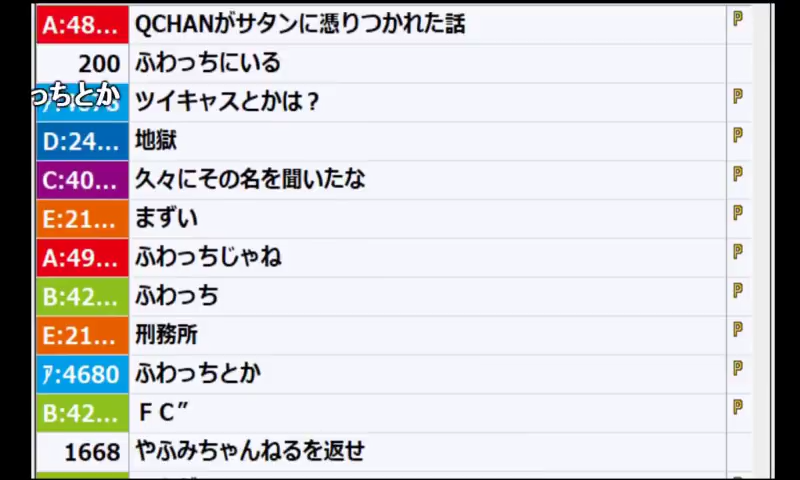 A:48... QCHANがサタンに憑りつかれた話 P
200 ふわっちにいる
っちとか ツイキャスとかは？ P
D:24... 地獄 P
C:40... 久々にその名を聞いたな P
E:21... まずい P
A:49... ふわっちじゃね P
B:42... ふわっち P
E:21... 刑務所 P
ｱ:4680 ふわっちとか P
B:42... ＦＣ” P
1668 やふみちゃんねるを返せ